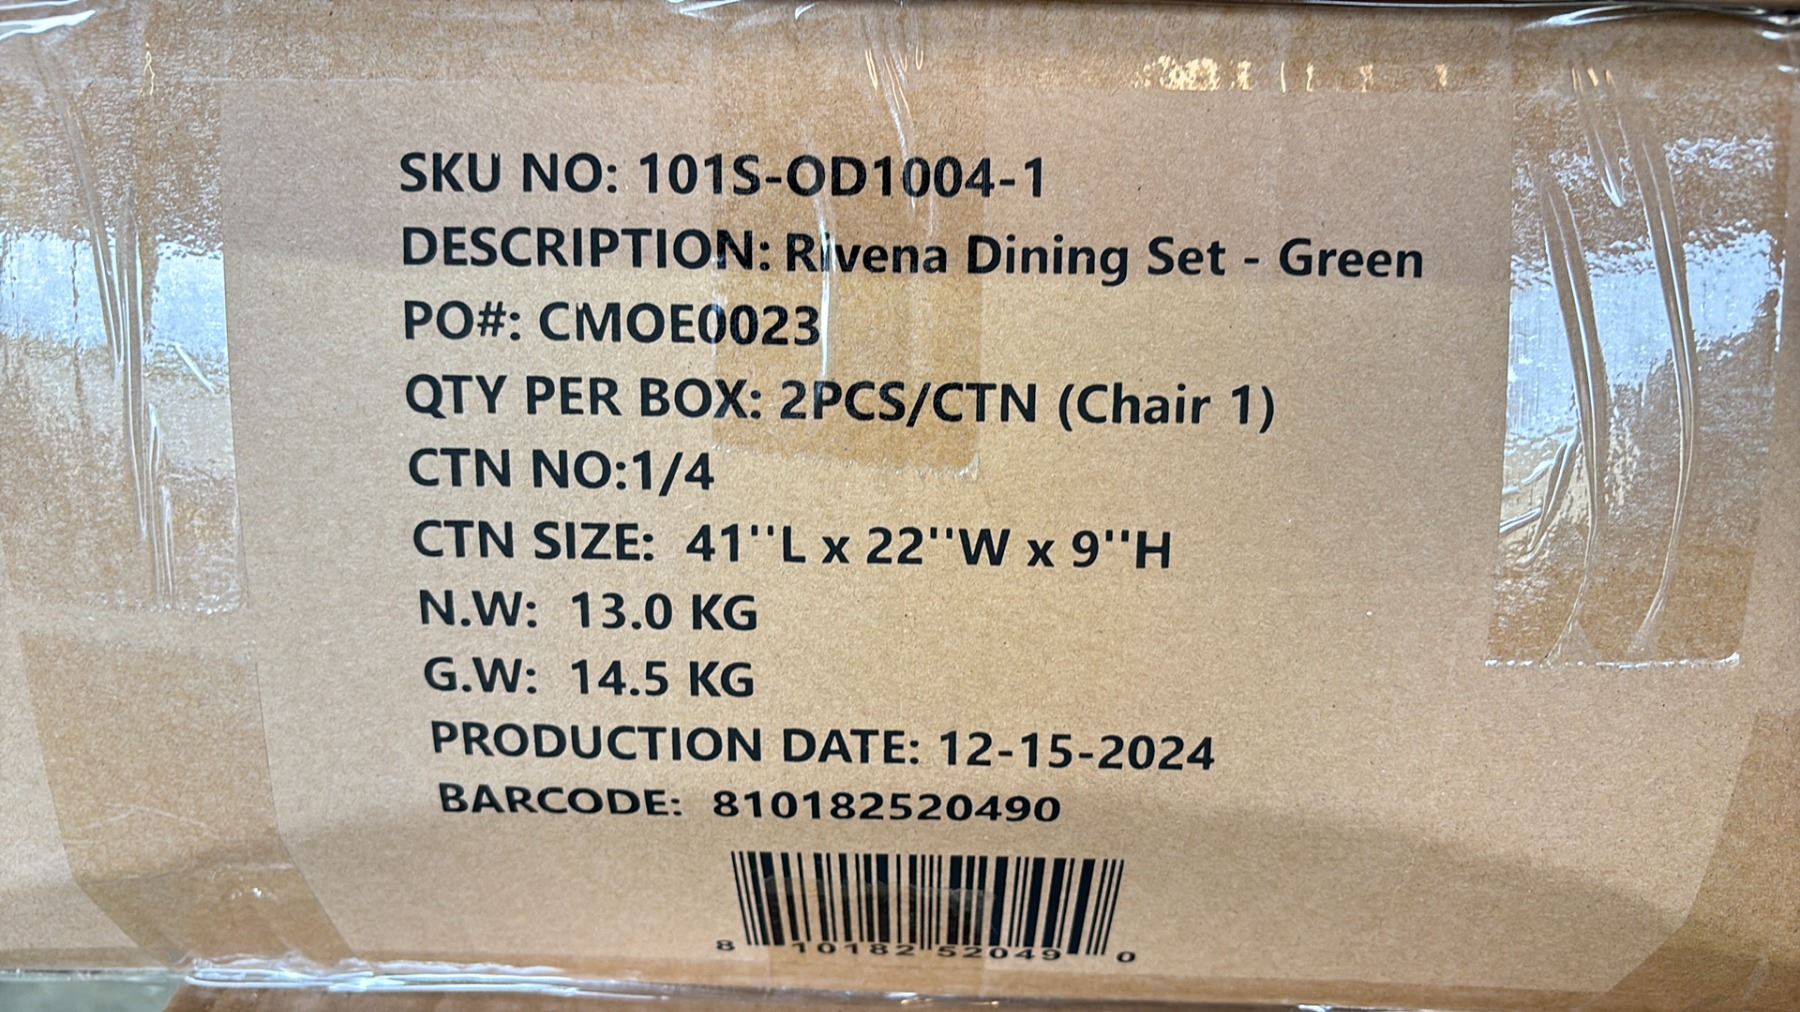 SKU NO: 101S-OD1004-1
DESCRIPTION: Rivena Dining Set - Green
PO#: CMOE0023
QTY PER BOX: 2PCS/CTN (Chair 1)
CTN NO:1/4
CTN SIZE: 41''L x 22''W x 9''H
N.W: 13.0 KG
G.W: 14.5 KG
PRODUCTION DATE: 12-15-2024
BARCODE: 810182520490
8 10182 52049 0